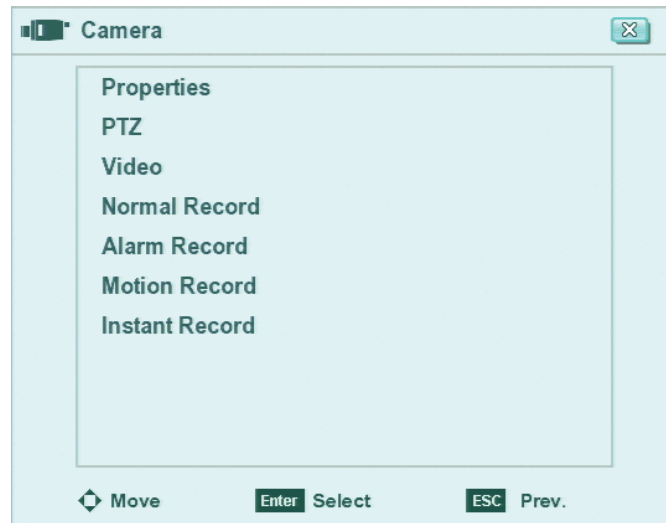 Camera
Properties
PTZ
Video
Normal Record
Alarm Record
Motion Record
Instant Record
Move Enter Select ESC Prev.